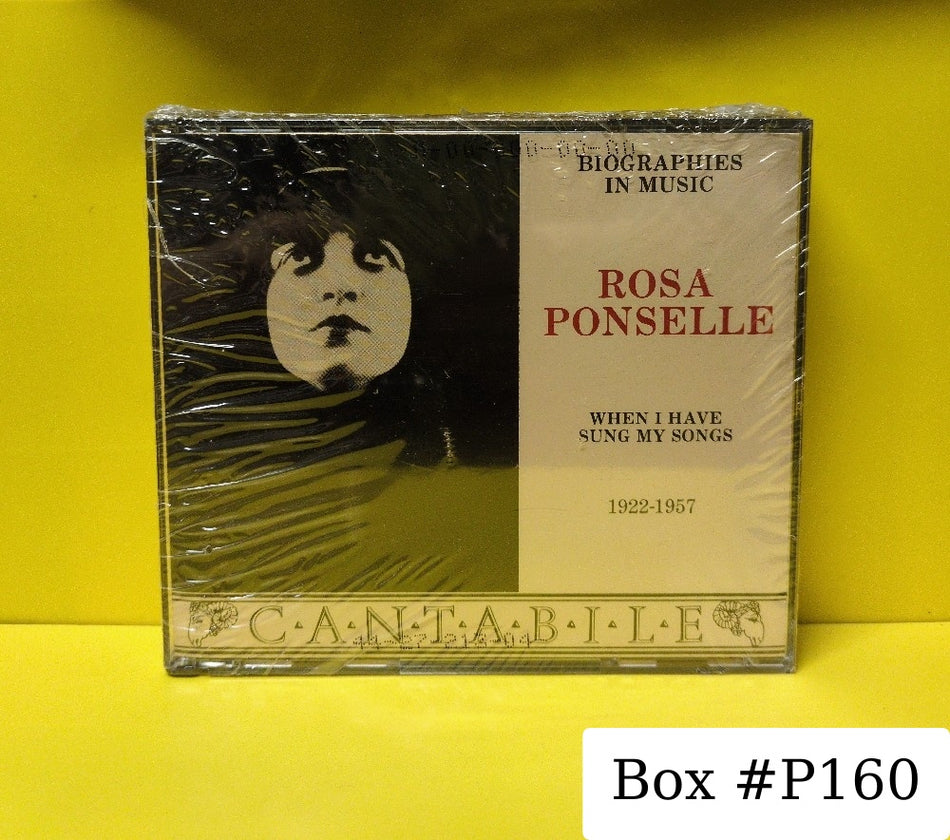 BIOGRAPHIES
IN MUSIC
ROSA
PONSELLE
WHEN I HAVE
SUNG MY SONGS
1922-1957
C·A·N·T·A·B·I·L·E
Box #P160